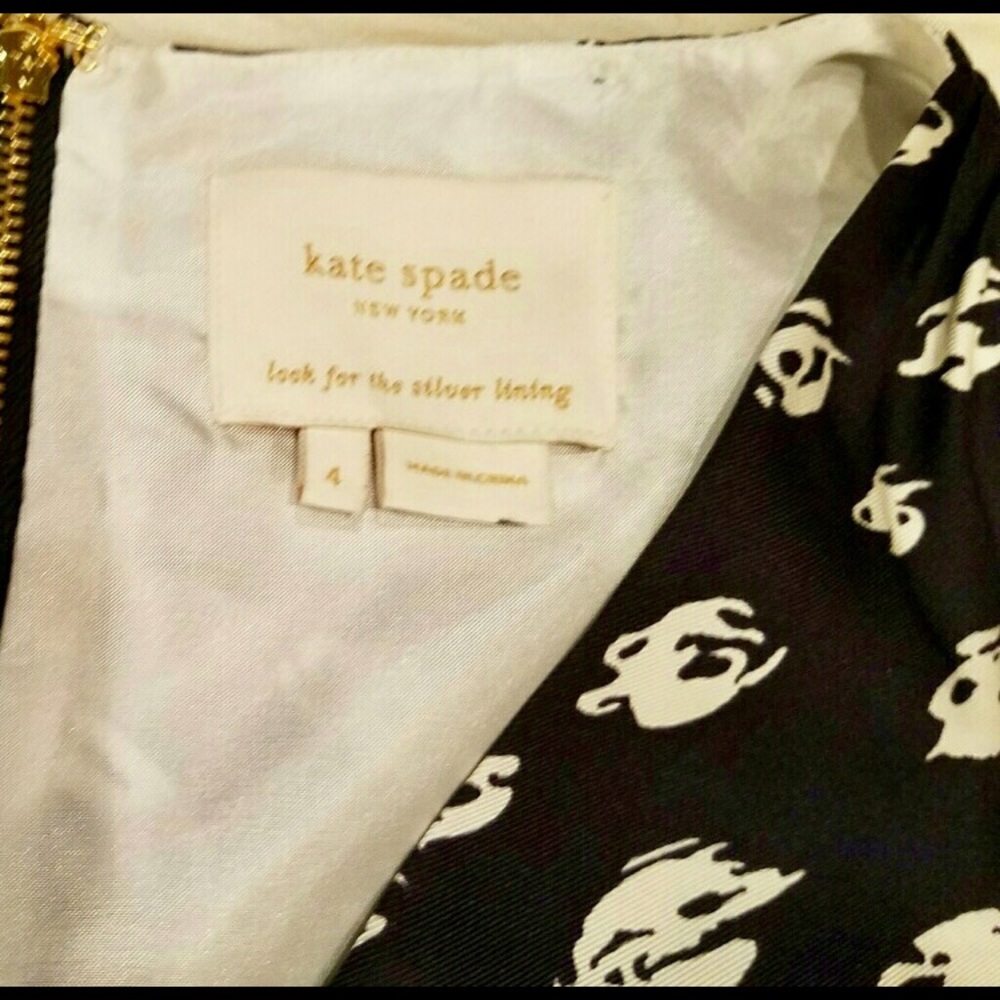 kate spade
NEW YORK
look for the silver lining
4
MADE IN CHINA